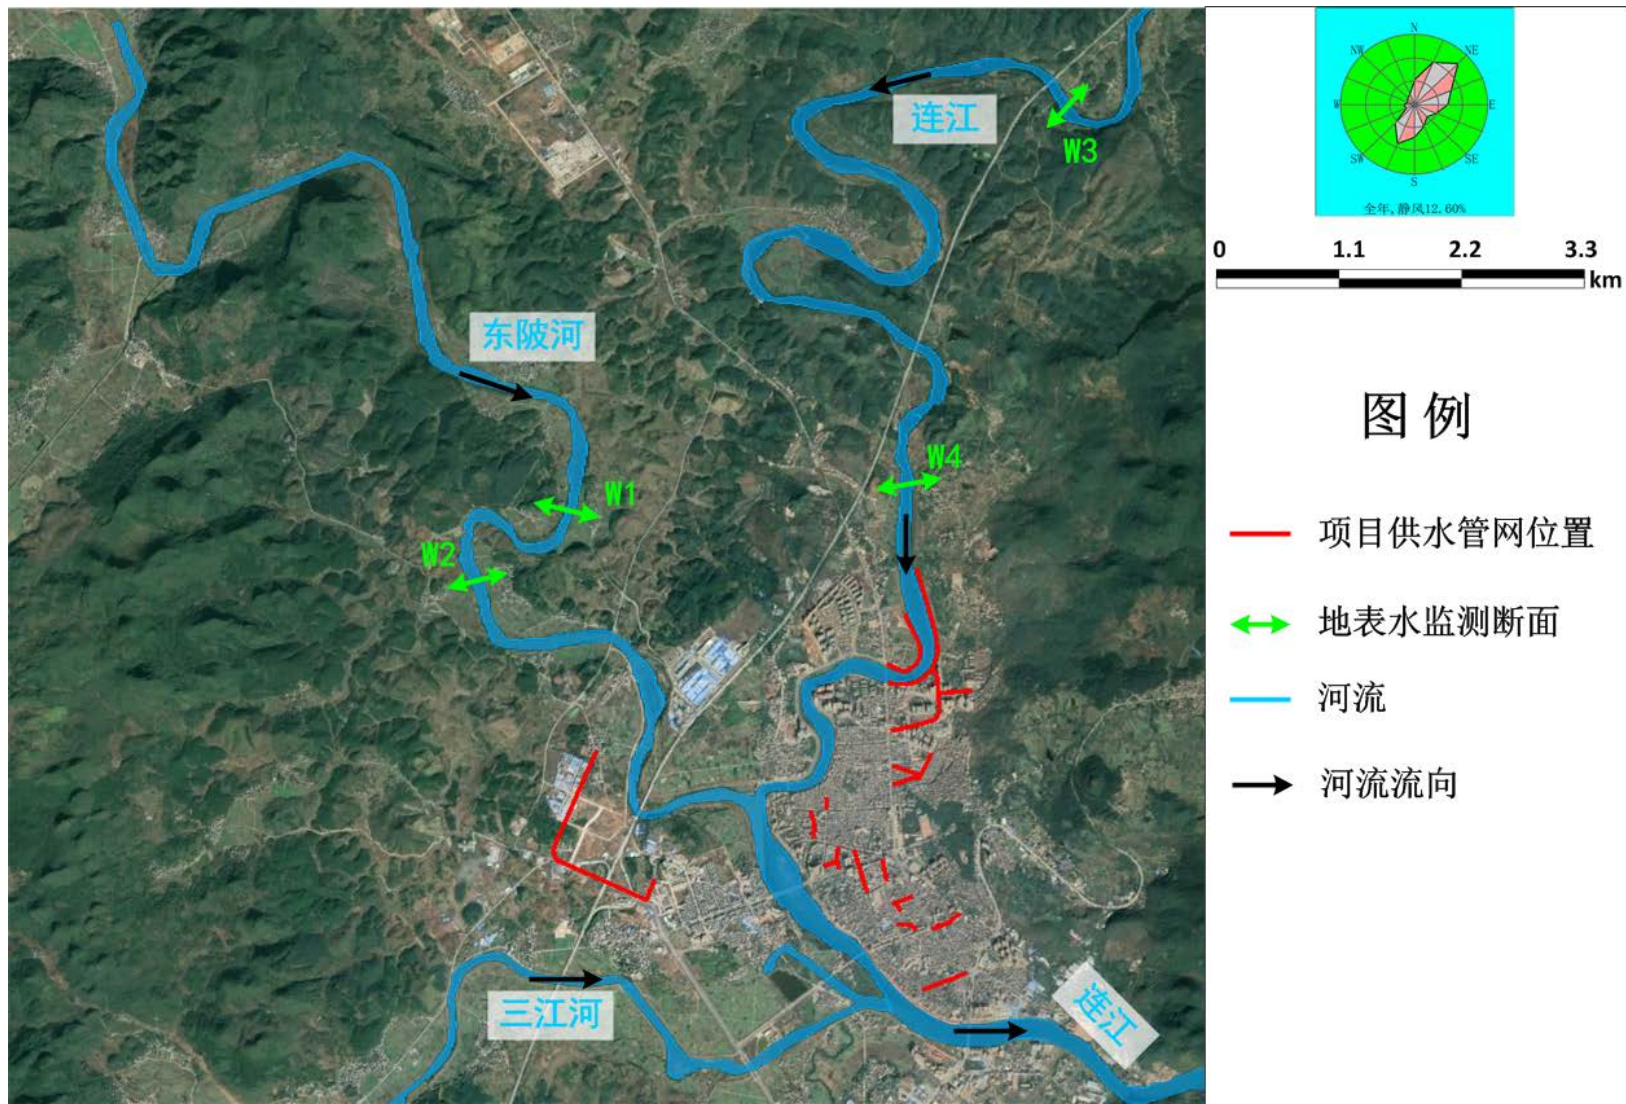 连江
W3
东陂河
W4
W1
W2
三江河
连江
N
NW
NE
W
E
SW
SE
S
全年,静风12.60%
0 1.1 2.2 3.3
km
图例
项目供水管网位置
地表水监测断面
河流
河流流向